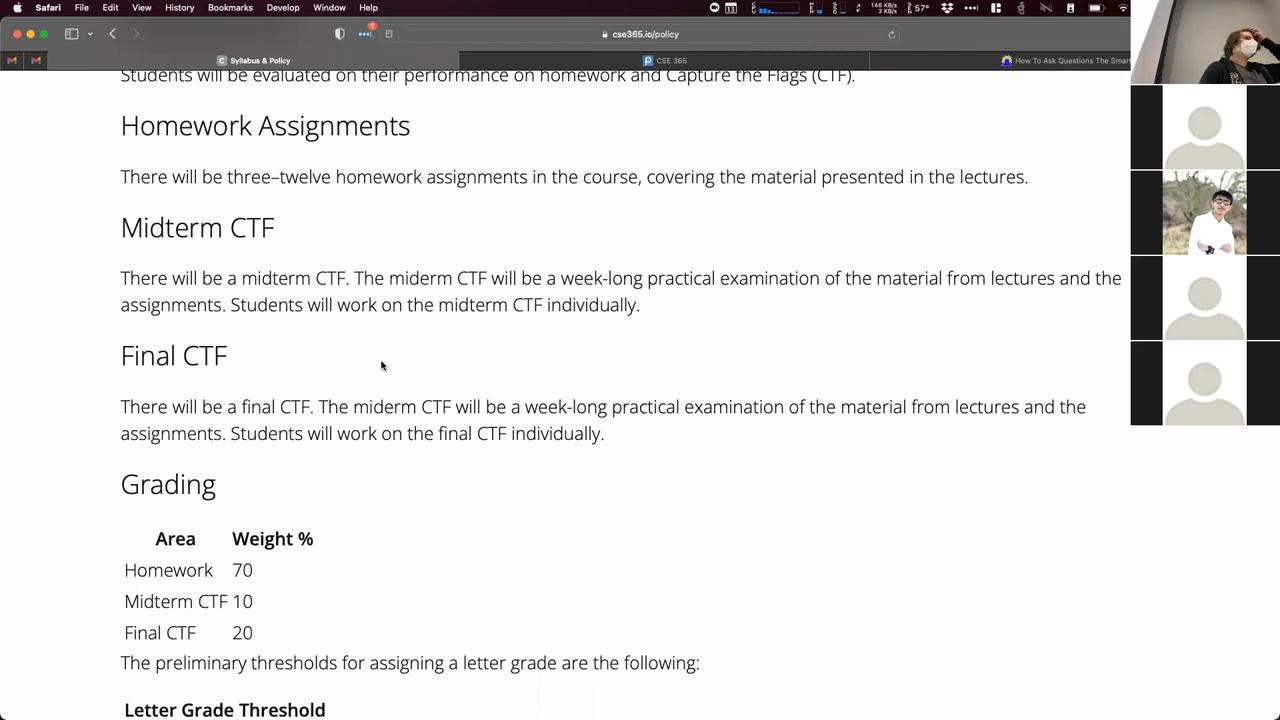 Safari File Edit View History Bookmarks Develop Window Help
57°
cse365.io/policy
Syllabus & Policy
CSE 365
How To Ask Questions The Smar
Students will be evaluated on their performance on homework and Capture the Flags (CTF).
Homework Assignments
There will be three–twelve homework assignments in the course, covering the material presented in the lectures.
Midterm CTF
There will be a midterm CTF. The miderm CTF will be a week-long practical examination of the material from lectures and the
assignments. Students will work on the midterm CTF individually.
Final CTF
There will be a final CTF. The miderm CTF will be a week-long practical examination of the material from lectures and the
assignments. Students will work on the final CTF individually.
Grading
Area Weight %
Homework 70
Midterm CTF 10
Final CTF 20
The preliminary thresholds for assigning a letter grade are the following:
Letter Grade Threshold